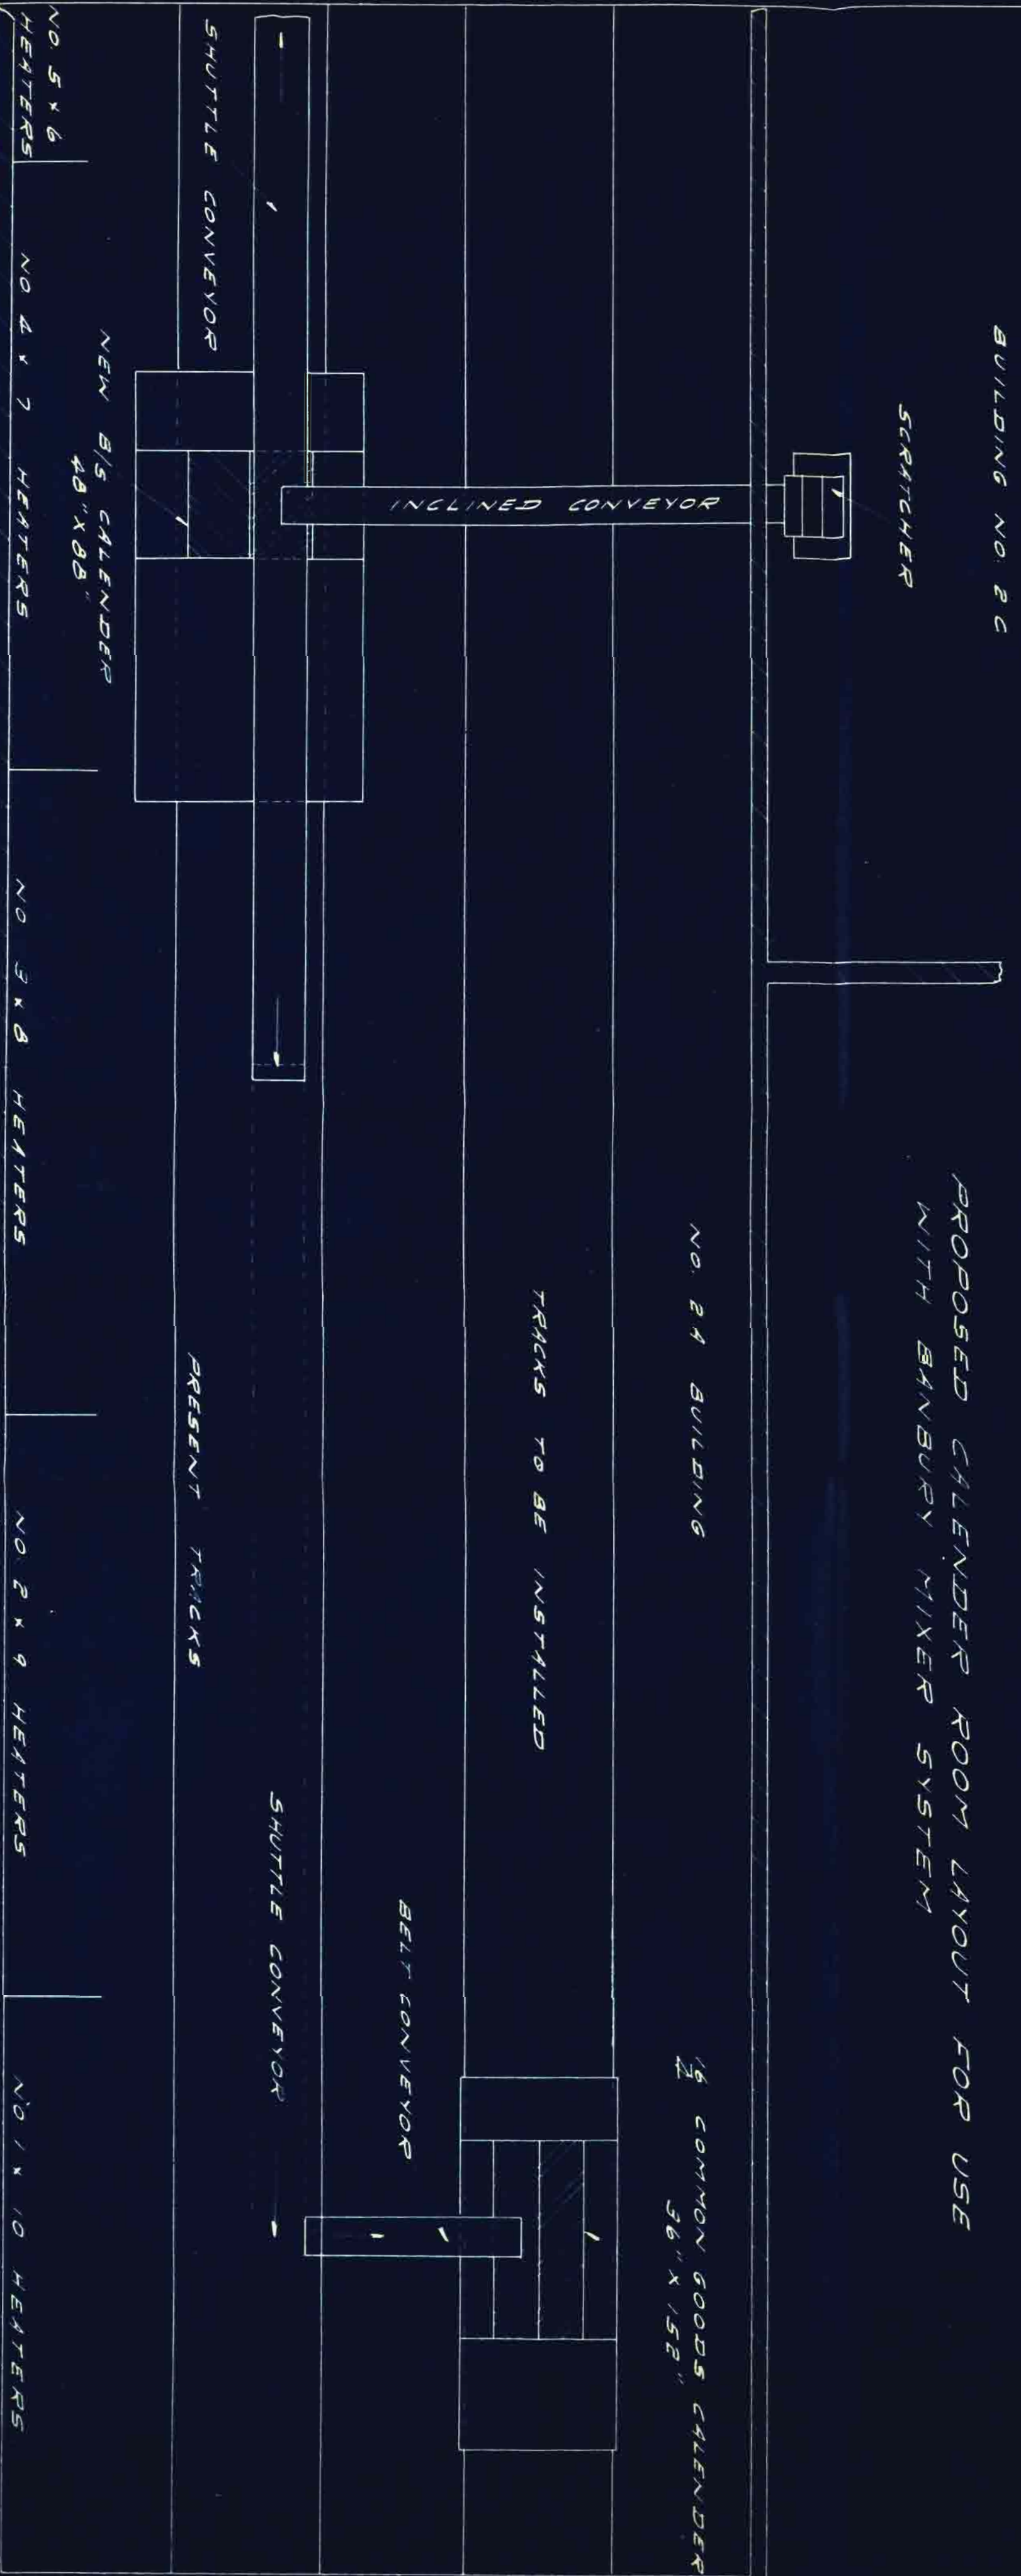 BUILDING NO. 2 C
SCRATCHER
PROPOSED CALENDER ROOM LAYOUT FOR USE
WITH BANBURY MIXER SYSTEM
INCLINED CONVEYOR
NO. 2A BUILDING
16/4 COMMON GOODS CALENDER
36" X 152"
TRACKS TO BE INSTALLED
BELT CONVEYOR
SHUTTLE CONVEYOR
SHUTTLE CONVEYOR
PRESENT TRACKS
NEW B/S CALENDER
48" X 88"
NO. 5 & 6
HEATERS
NO 4 & 7 HEATERS
NO 3 & 8 HEATERS
NO. 2 & 9 HEATERS
NO 1 & 10 HEATERS